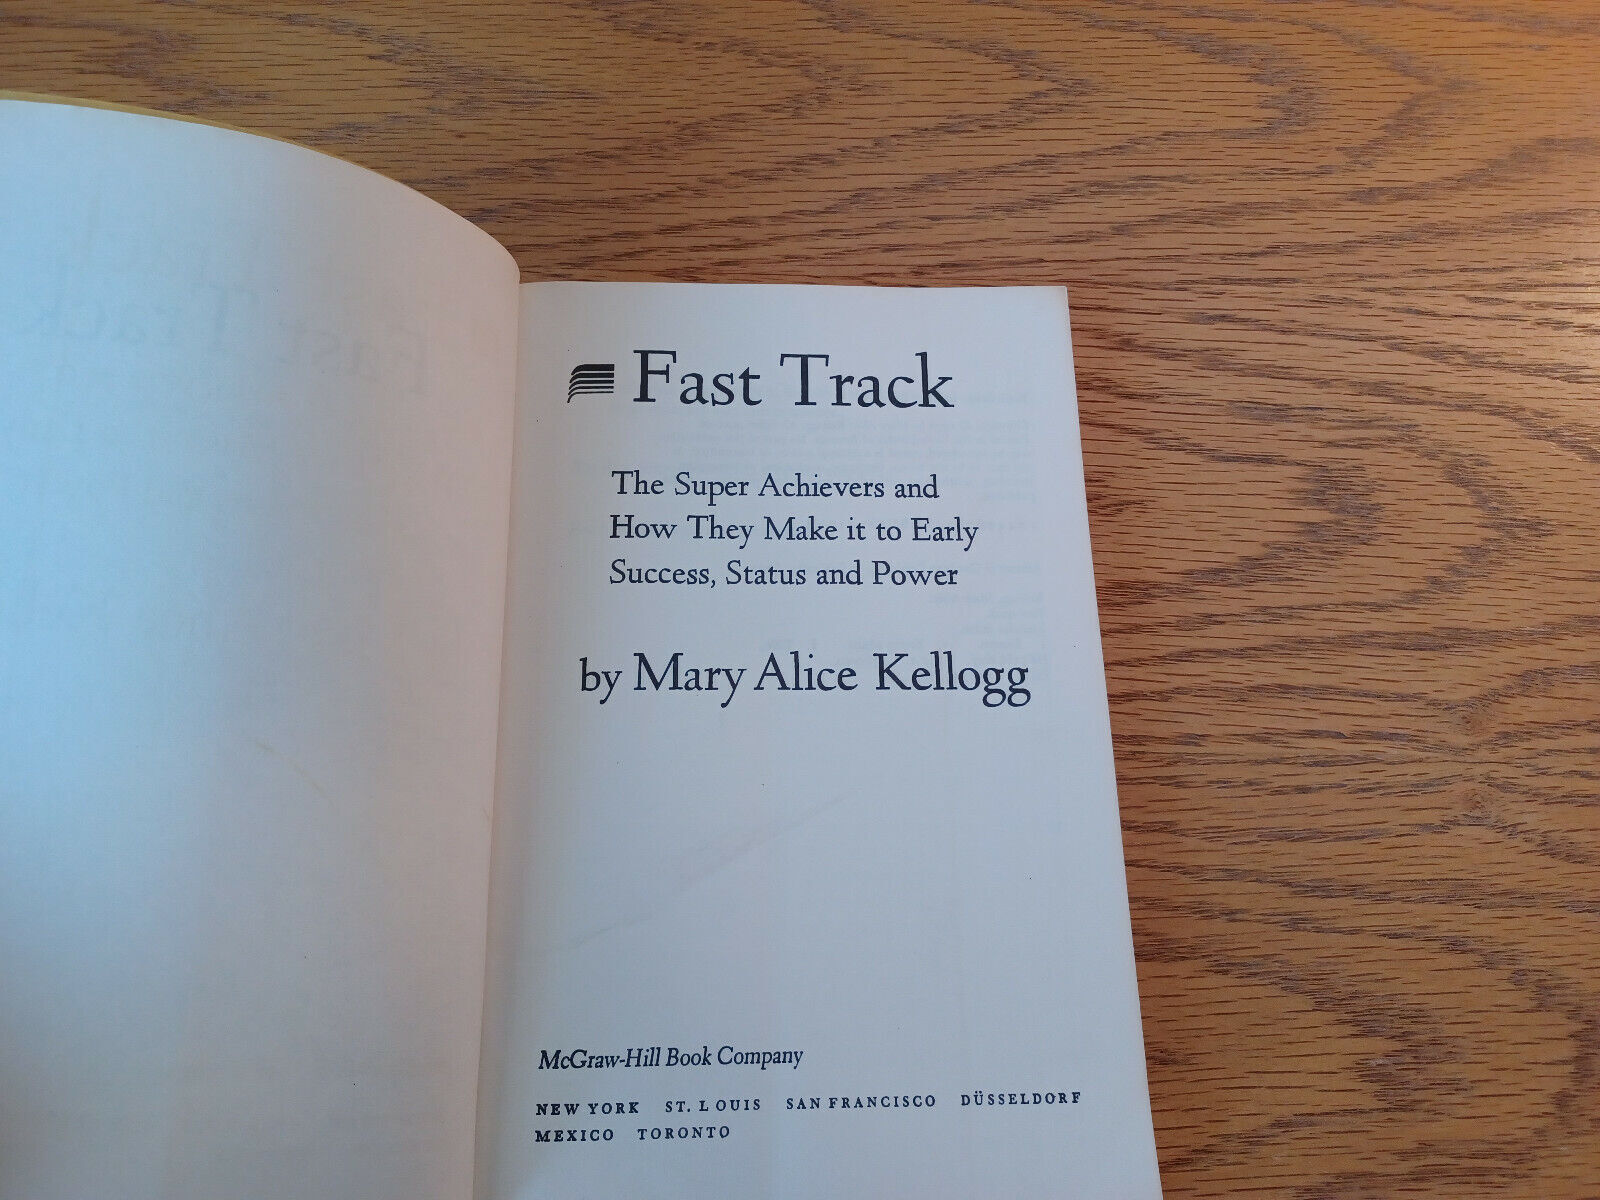 Fast Track
The Super Achievers and
How They Make it to Early
Success, Status and Power
by Mary Alice Kellogg
McGraw-Hill Book Company
NEW YORK ST. LOUIS SAN FRANCISCO DÜSSELDORF
MEXICO TORONTO